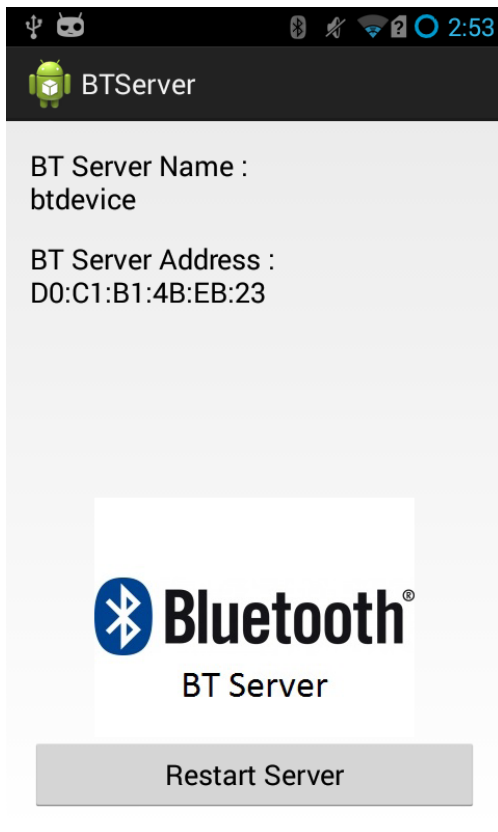 2:53
BTServer
BT Server Name :
btdevice
BT Server Address :
D0:C1:B1:4B:EB:23
Bluetooth®
BT Server
Restart Server